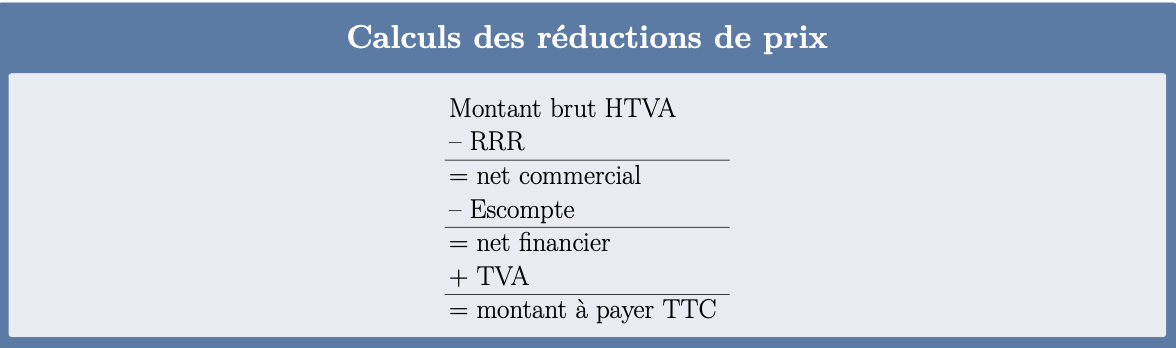 Calculs des réductions de prix
Montant brut HTVA
– RRR
= net commercial
– Escompte
= net financier
+ TVA
= montant à payer TTC